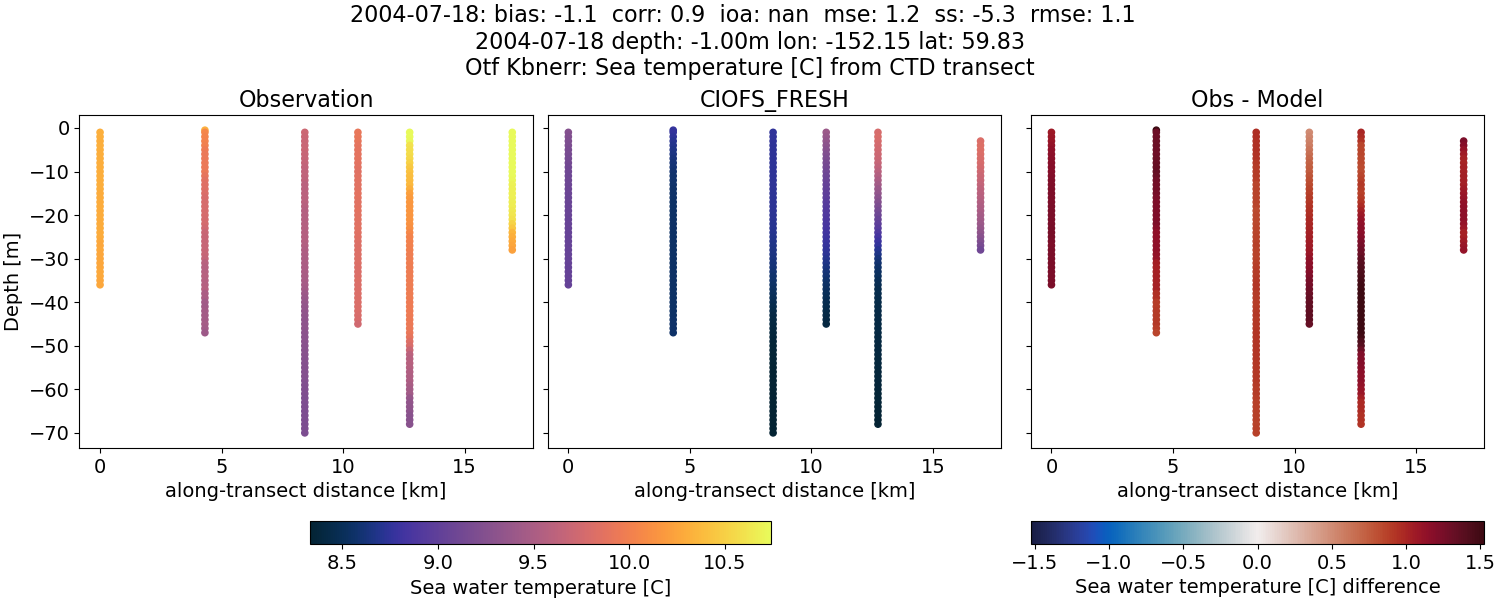 2004-07-18: bias: -1.1  corr: 0.9  ioa: nan  mse: 1.2  ss: -5.3  rmse: 1.1
2004-07-18 depth: -1.00m lon: -152.15 lat: 59.83
Otf Kbnerr: Sea temperature [C] from CTD transect
Observation
CIOFS_FRESH
Obs - Model
Depth [m]
0
−10
−20
−30
−40
−50
−60
−70
0 5 10 15
0 5 10 15
0 5 10 15
along-transect distance [km]
along-transect distance [km]
along-transect distance [km]
8.5 9.0 9.5 10.0 10.5
Sea water temperature [C]
−1.5 −1.0 −0.5 0.0 0.5 1.0 1.5
Sea water temperature [C] difference